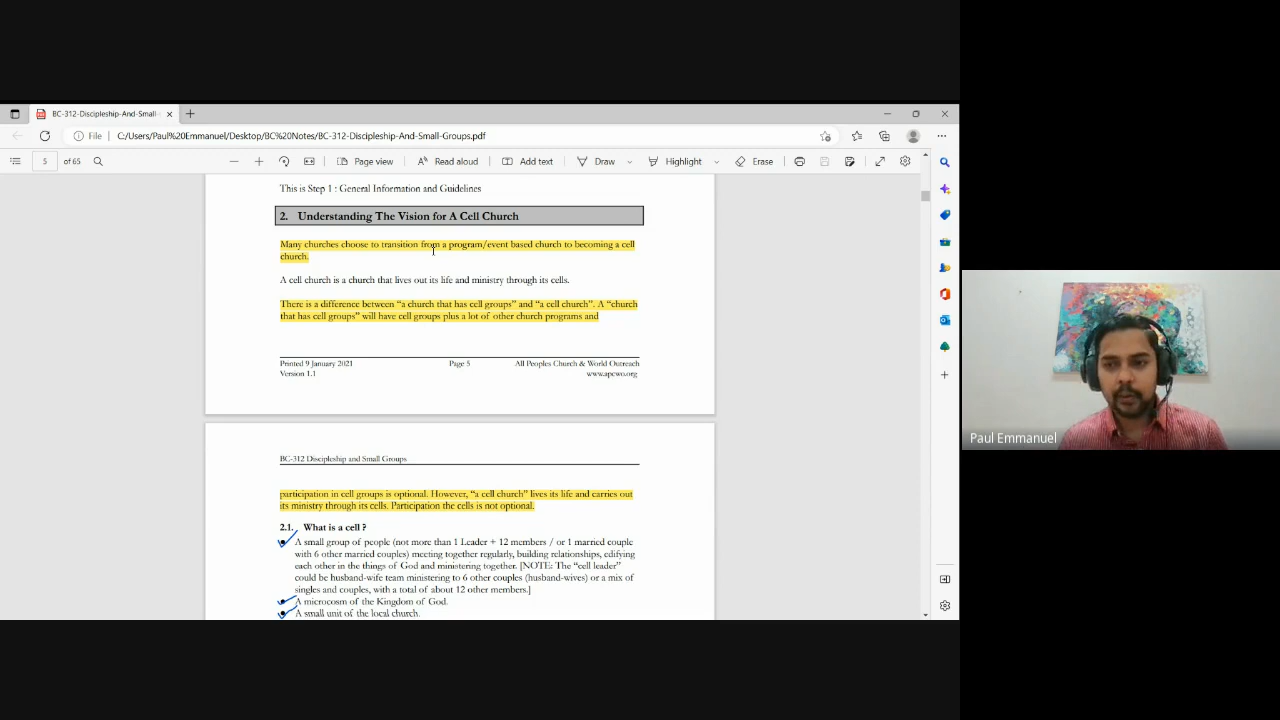 BC-312-Discipleship-And-Small-
File
C:/Users/Paul%20Emmanuel/Desktop/BC%20Notes/BC-312-Discipleship-And-Small-Groups.pdf
5 of 65
Page view
Read aloud
Add text
Draw
Highlight
Erase
This is Step 1 : General Information and Guidelines
2. Understanding The Vision for A Cell Church
Many churches choose to transition from a program/event based church to becoming a cell
church.
A cell church is a church that lives out its life and ministry through its cells.
There is a difference between “a church that has cell groups” and “a cell church”. A “church
that has cell groups” will have cell groups plus a lot of other church programs and
Printed 9 January 2021 Page 5 All Peoples Church & World Outreach
Version 1.1 www.apcwo.org
BC-312 Discipleship and Small Groups
participation in cell groups is optional. However, “a cell church” lives its life and carries out
its ministry through its cells. Participation the cells is not optional.
2.1. What is a cell ?
A small group of people (not more than 1 Leader + 12 members / or 1 married couple
with 6 other married couples) meeting together regularly, building relationships, edifying
each other in the things of God and ministering together. [NOTE: The “cell leader”
could be husband-wife team ministering to 6 other couples (husband-wives) or a mix of
singles and couples, with a total of about 12 other members.]
A microcosm of the Kingdom of God.
A small unit of the local church.
Paul Emmanuel